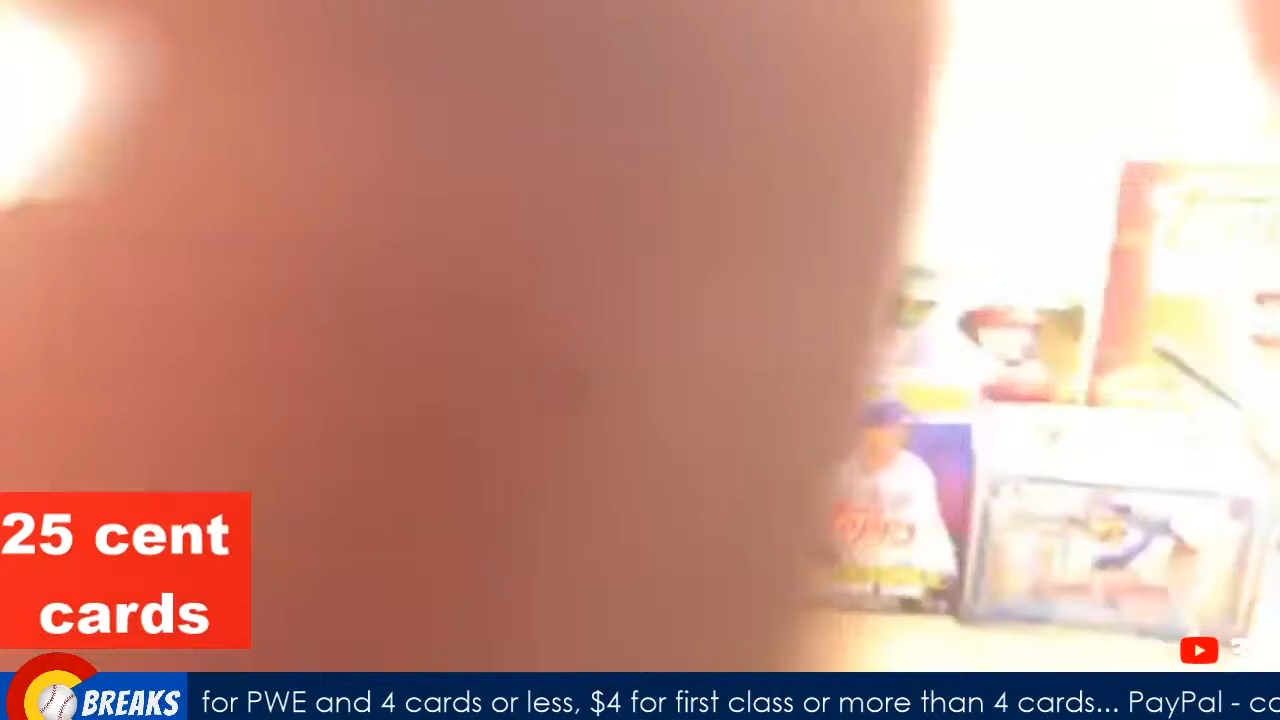 25 cent
cards
BREAKS
for PWE and 4 cards or less, $4 for first class or more than 4 cards... PayPal - co